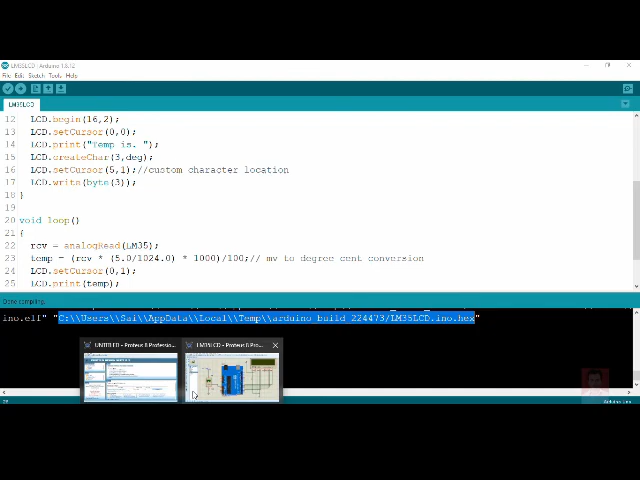 LM35LCD | Arduino 1.8.12
File Edit Sketch Tools Help
LM35LCD
12 LCD.begin(16,2);
13 LCD.setCursor(0,0);
14 LCD.print("Temp is. ");
15 LCD.createChar(3,deg);
16 LCD.setCursor(5,1);//custom character location
17 LCD.write(byte(3));
18 }
19
20 void loop()
21 {
22 rcv = analogRead(LM35);
23 temp = (rcv * (5.0/1024.0) * 1000)/100;// mv to degree cent conversion
24 LCD.setCursor(0,1);
25 LCD.print(temp);
Done compiling.
ino.elf" "C:\\Users\\Sai\\AppData\\Local\\Temp\\arduino_build_224473/LM35LCD.ino.hex"
UNTITLED - Proteus 8 Profession...
LM35LCD - Proteus 8 Pro...
Arduino Uno